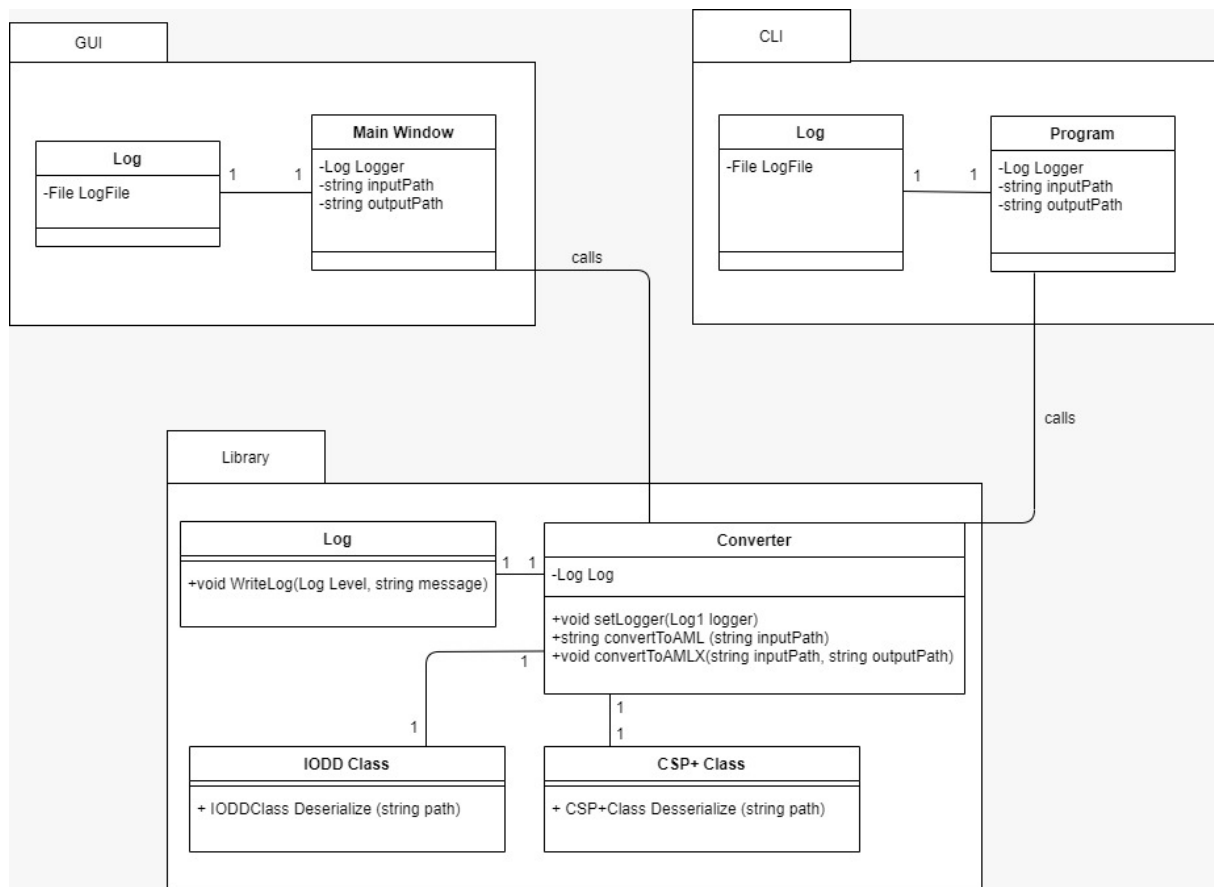 GUI
Log
-File LogFile
1
1
Main Window
-Log Logger
-string inputPath
-string outputPath
CLI
Log
-File LogFile
1
1
Program
-Log Logger
-string inputPath
-string outputPath
calls
calls
Library
Log
+void WriteLog(Log Level, string message)
1
1
Converter
-Log Log
+void setLogger(Log1 logger)
+string convertToAML (string inputPath)
+void convertToAMLX(string inputPath, string outputPath)
1
1
1
1
IODD Class
+ IODDClass Deserialize (string path)
CSP+ Class
+ CSP+Class Desserialize (string path)